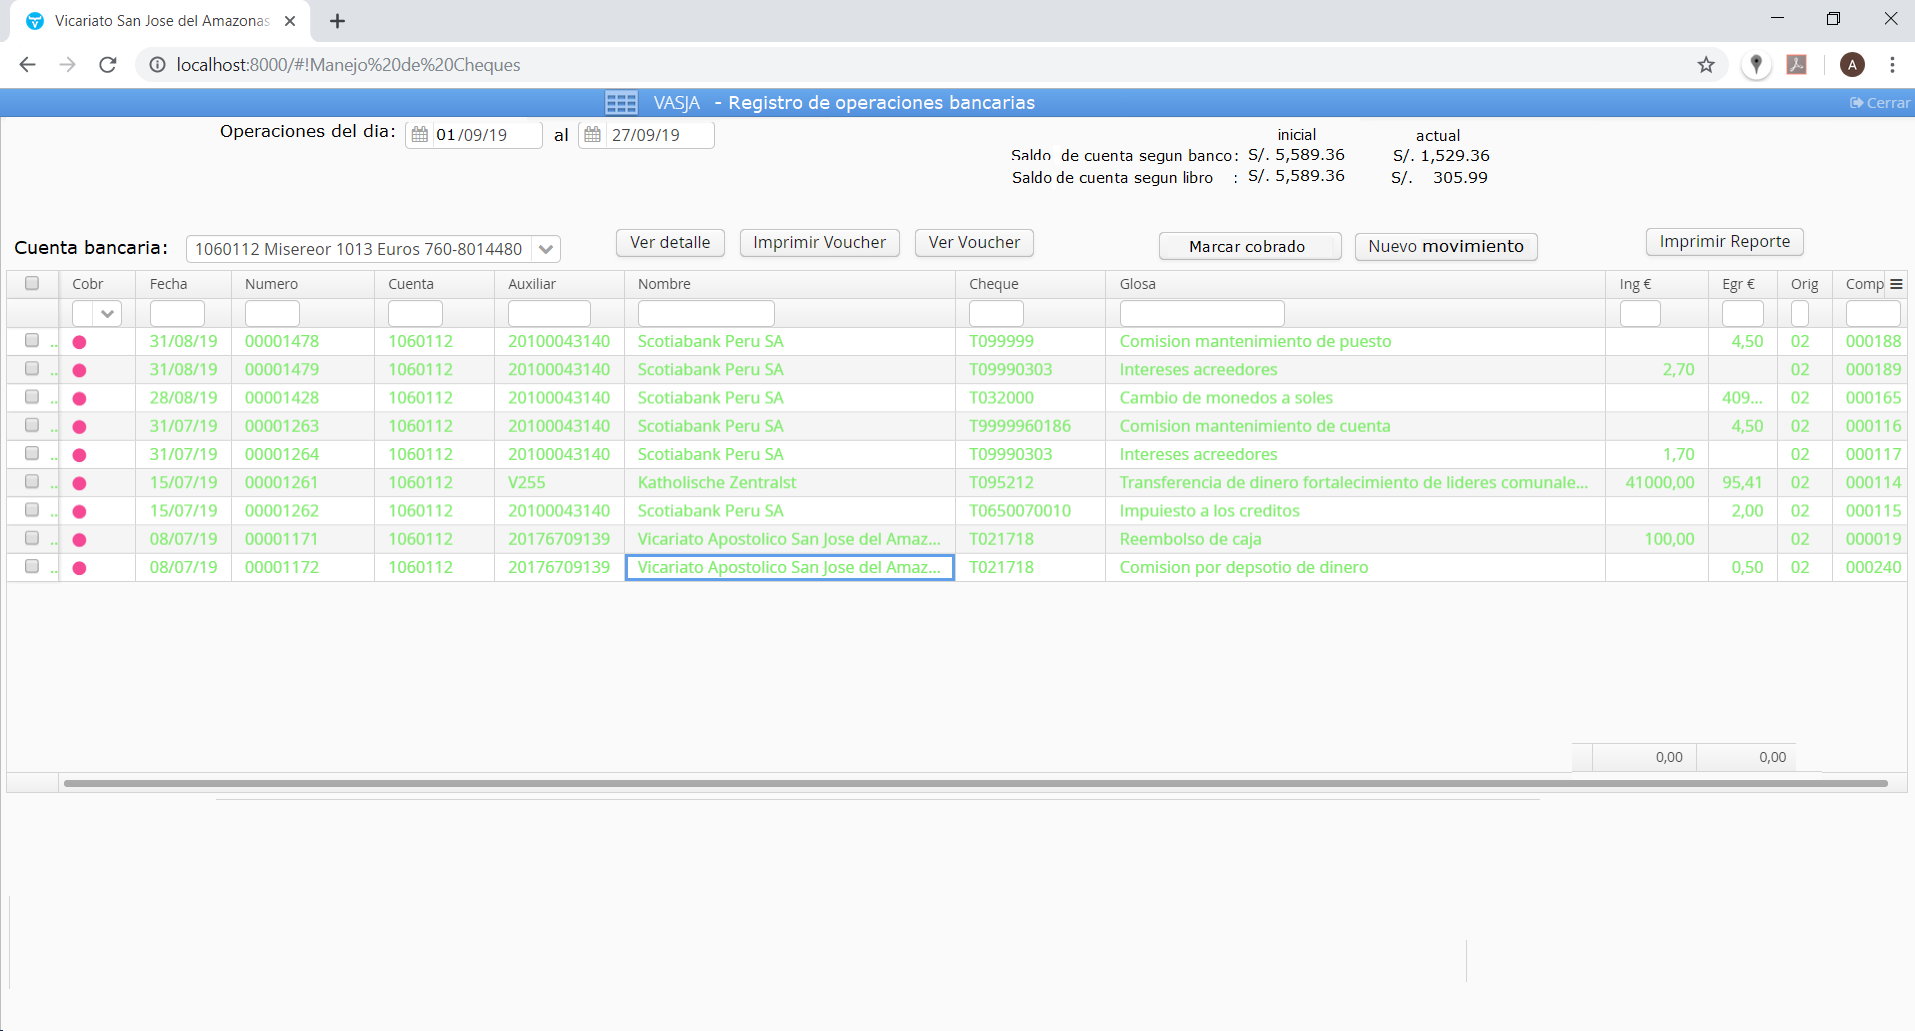 Vicariato San Jose del Amazonas
localhost:8000/#!Manejo%20de%20Cheques
A
VASJA - Registro de operaciones bancarias
Cerrar
Operaciones del dia: 01/09/19 al 27/09/19
inicial actual
Saldo de cuenta segun banco: S/. 5,589.36 S/. 1,529.36
Saldo de cuenta segun libro : S/. 5,589.36 S/. 305.99
Cuenta bancaria: 1060112 Misereor 1013 Euros 760-8014480 Ver detalle Imprimir Voucher Ver Voucher Marcar cobrado Nuevo movimiento Imprimir Reporte
Cobr Fecha Numero Cuenta Auxiliar Nombre Cheque Glosa Ing € Egr € Orig Comp
.. 31/08/19 00001478 1060112 20100043140 Scotiabank Peru SA T099999 Comision mantenimiento de puesto 4,50 02 000188
.. 31/08/19 00001479 1060112 20100043140 Scotiabank Peru SA T09990303 Intereses acreedores 2,70 02 000189
.. 28/08/19 00001428 1060112 20100043140 Scotiabank Peru SA T032000 Cambio de monedos a soles 409... 02 000165
.. 31/07/19 00001263 1060112 20100043140 Scotiabank Peru SA T9999960186 Comision mantenimiento de cuenta 4,50 02 000116
.. 31/07/19 00001264 1060112 20100043140 Scotiabank Peru SA T09990303 Intereses acreedores 1,70 02 000117
.. 15/07/19 00001261 1060112 V255 Katholische Zentralst T095212 Transferencia de dinero fortalecimiento de lideres comunale... 41000,00 95,41 02 000114
.. 15/07/19 00001262 1060112 20100043140 Scotiabank Peru SA T0650070010 Impuiesto a los creditos 2,00 02 000115
.. 08/07/19 00001171 1060112 20176709139 Vicariato Apostolico San Jose del Amaz... T021718 Reembolso de caja 100,00 02 000019
.. 08/07/19 00001172 1060112 20176709139 Vicariato Apostolico San Jose del Amaz... T021718 Comision por depsotio de dinero 0,50 02 000240
0,00 0,00